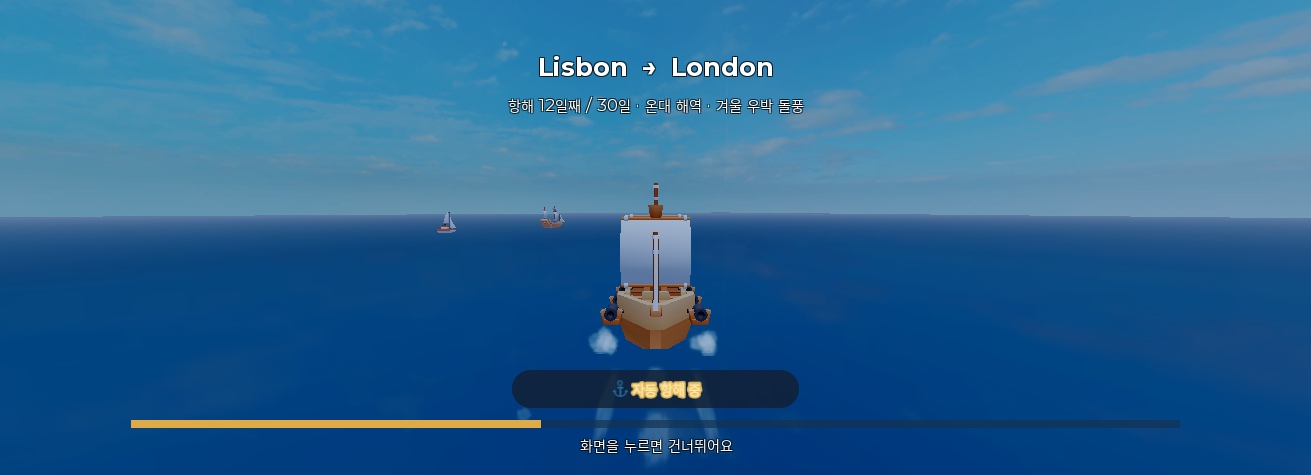 Lisbon → London
항해 12일째 / 30일 · 온대 해역 · 겨울 우박 돌풍
⚓ 자동 항해 중
화면을 누르면 건너뛰어요